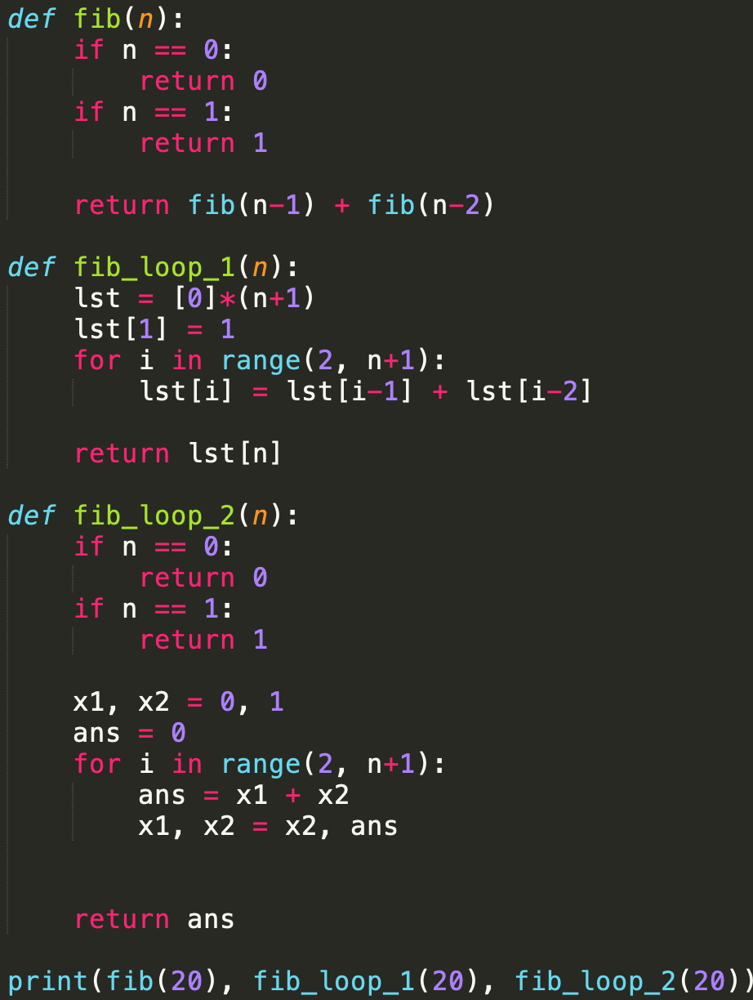 def fib(n):
    if n == 0:
        return 0
    if n == 1:
        return 1

    return fib(n-1) + fib(n-2)

def fib_loop_1(n):
    lst = [0]*(n+1)
    lst[1] = 1
    for i in range(2, n+1):
        lst[i] = lst[i-1] + lst[i-2]

    return lst[n]

def fib_loop_2(n):
    if n == 0:
        return 0
    if n == 1:
        return 1

    x1, x2 = 0, 1
    ans = 0
    for i in range(2, n+1):
        ans = x1 + x2
        x1, x2 = x2, ans


    return ans

print(fib(20), fib_loop_1(20), fib_loop_2(20))